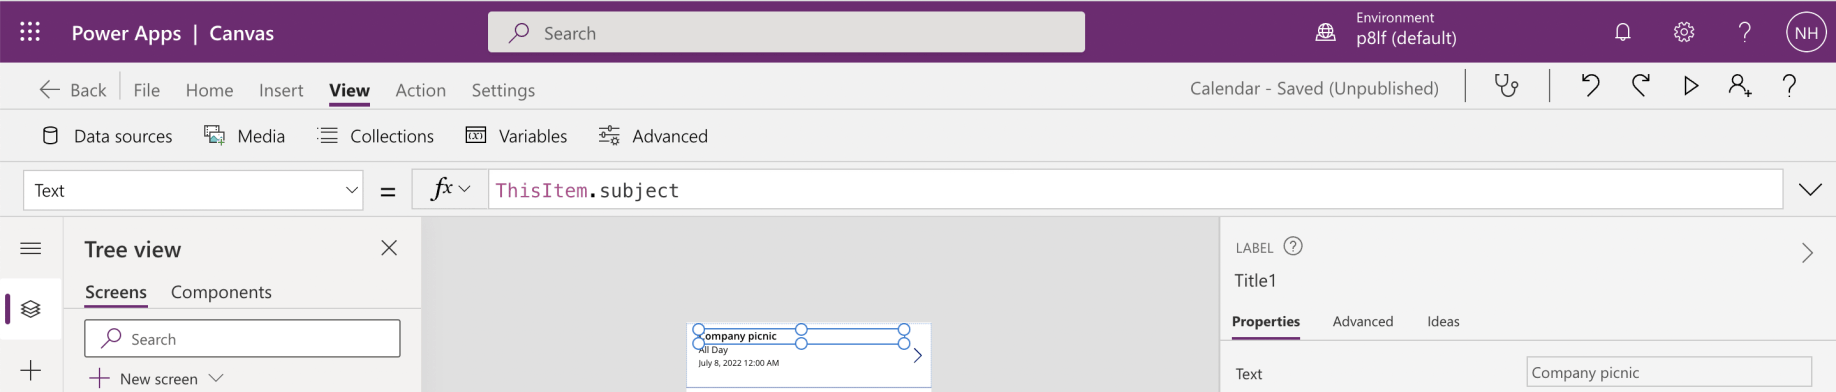 Power Apps | Canvas
Search
Environment
p8lf (default)
NH
Back File Home Insert View Action Settings
Calendar - Saved (Unpublished)
Data sources Media Collections Variables Advanced
Text = fx ThisItem.subject
Tree view
Screens Components
Search
New screen
Company picnic
All Day
July 8, 2022 12:00 AM
LABEL
Title1
Properties Advanced Ideas
Text Company picnic